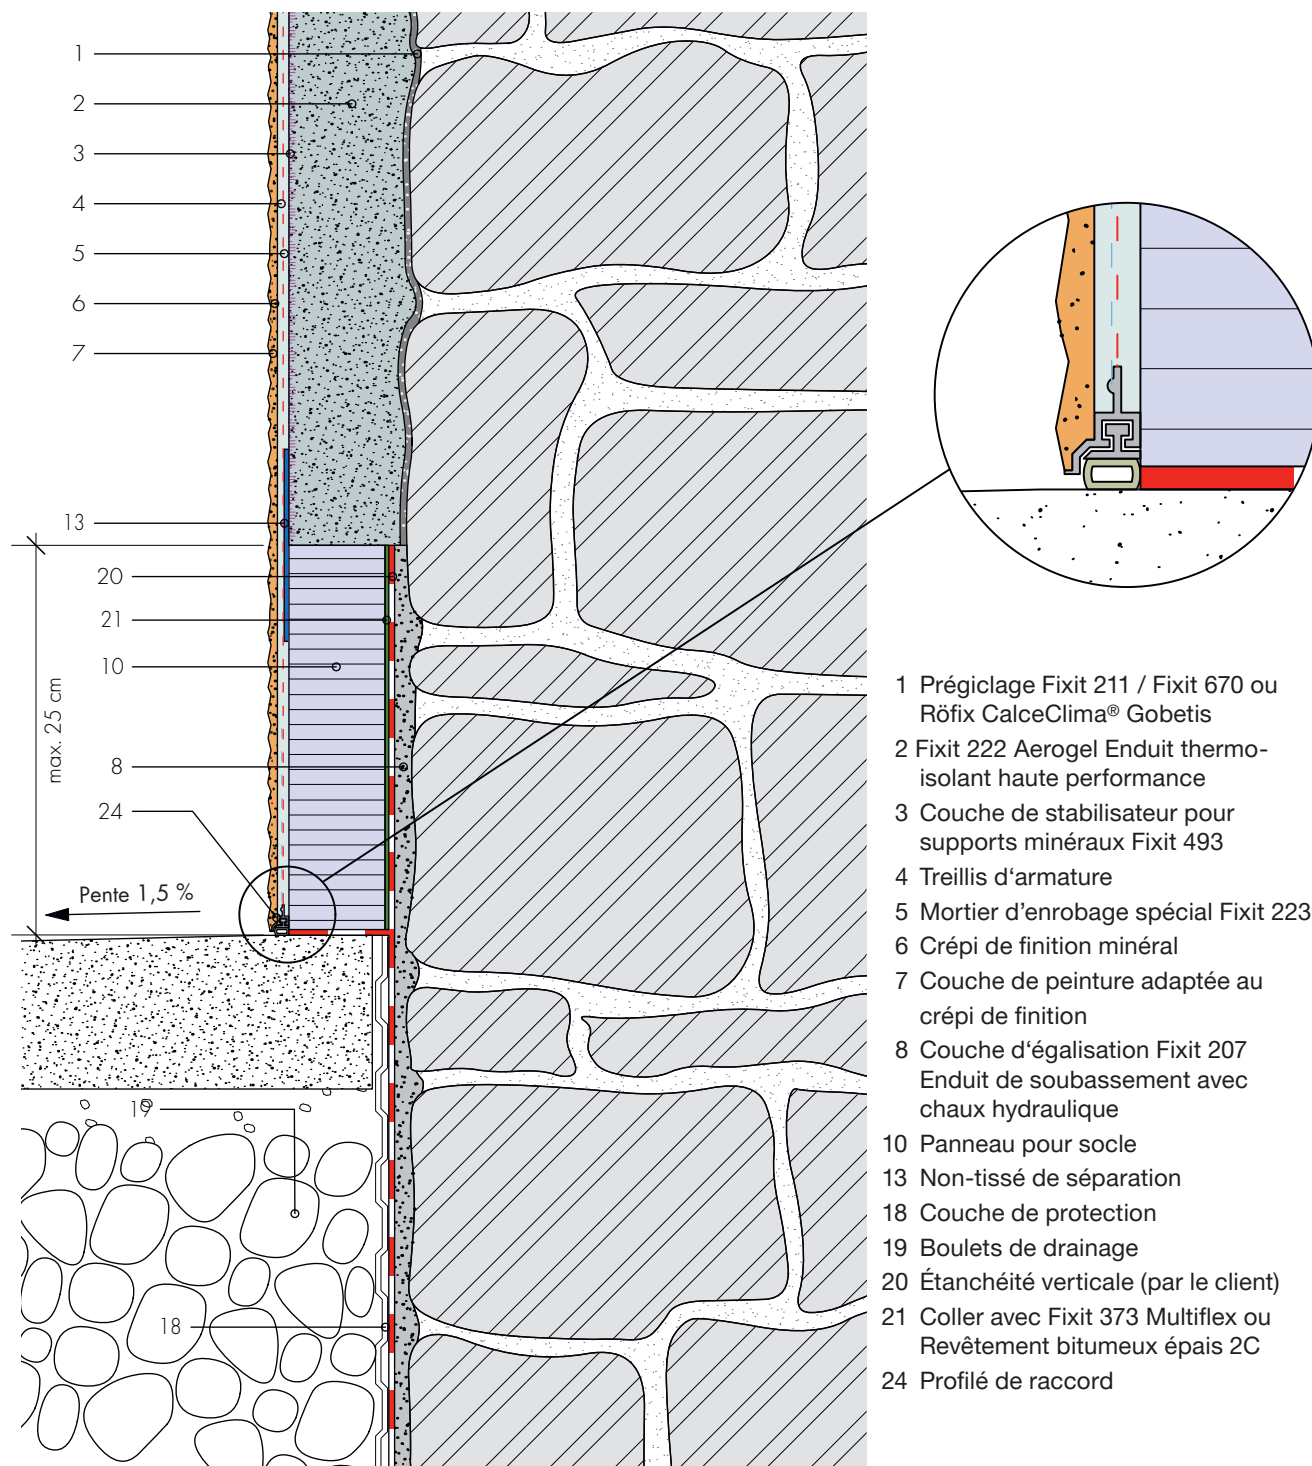 1
2
3
4
5
6
7
13
20
21
10
max. 25 cm
8
24
Pente 1,5 %
19
18
1 Prégiclage Fixit 211 / Fixit 670 ou
Röfix CalceClima® Gobetis
2 Fixit 222 Aerogel Enduit thermo-
isolant haute performance
3 Couche de stabilisateur pour
supports minéraux Fixit 493
4 Treillis d‘armature
5 Mortier d’enrobage spécial Fixit 223
6 Crépi de finition minéral
7 Couche de peinture adaptée au
crépi de finition
8 Couche d‘égalisation Fixit 207
Enduit de soubassement avec
chaux hydraulique
10 Panneau pour socle
13 Non-tissé de séparation
18 Couche de protection
19 Boulets de drainage
20 Étanchéité verticale (par le client)
21 Coller avec Fixit 373 Multiflex ou
Revêtement bitumeux épais 2C
24 Profilé de raccord